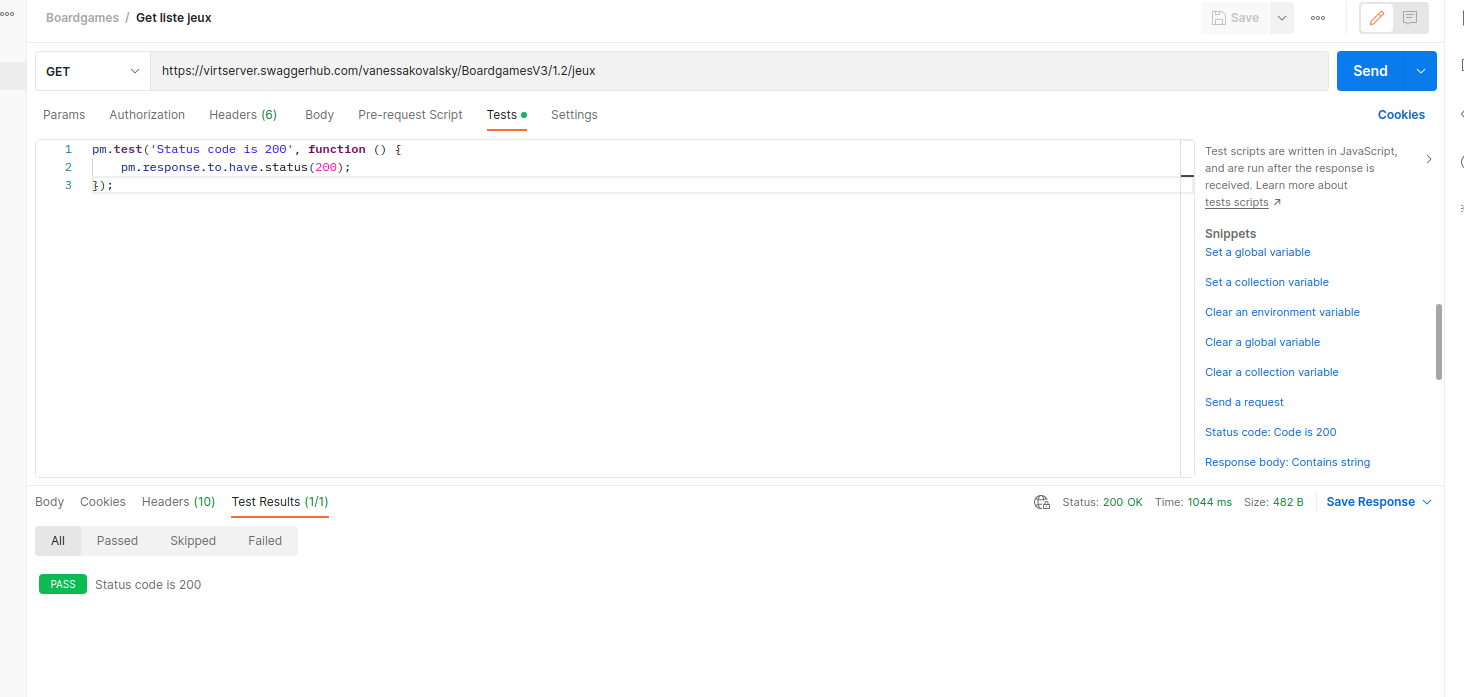 Boardgames / Get liste jeux
Save
GET
https://virtserver.swaggerhub.com/vanessakovalsky/BoardgamesV3/1.2/jeux
Send
Params Authorization Headers (6) Body Pre-request Script Tests Settings
Cookies
1 pm.test('Status code is 200', function () {
2 pm.response.to.have.status(200);
3 });
Test scripts are written in JavaScript,
and are run after the response is
received. Learn more about
tests scripts ↗
Snippets
Set a global variable
Set a collection variable
Clear an environment variable
Clear a global variable
Clear a collection variable
Send a request
Status code: Code is 200
Response body: Contains string
Body Cookies Headers (10) Test Results (1/1)
Status: 200 OK Time: 1044 ms Size: 482 B Save Response
All Passed Skipped Failed
PASS Status code is 200